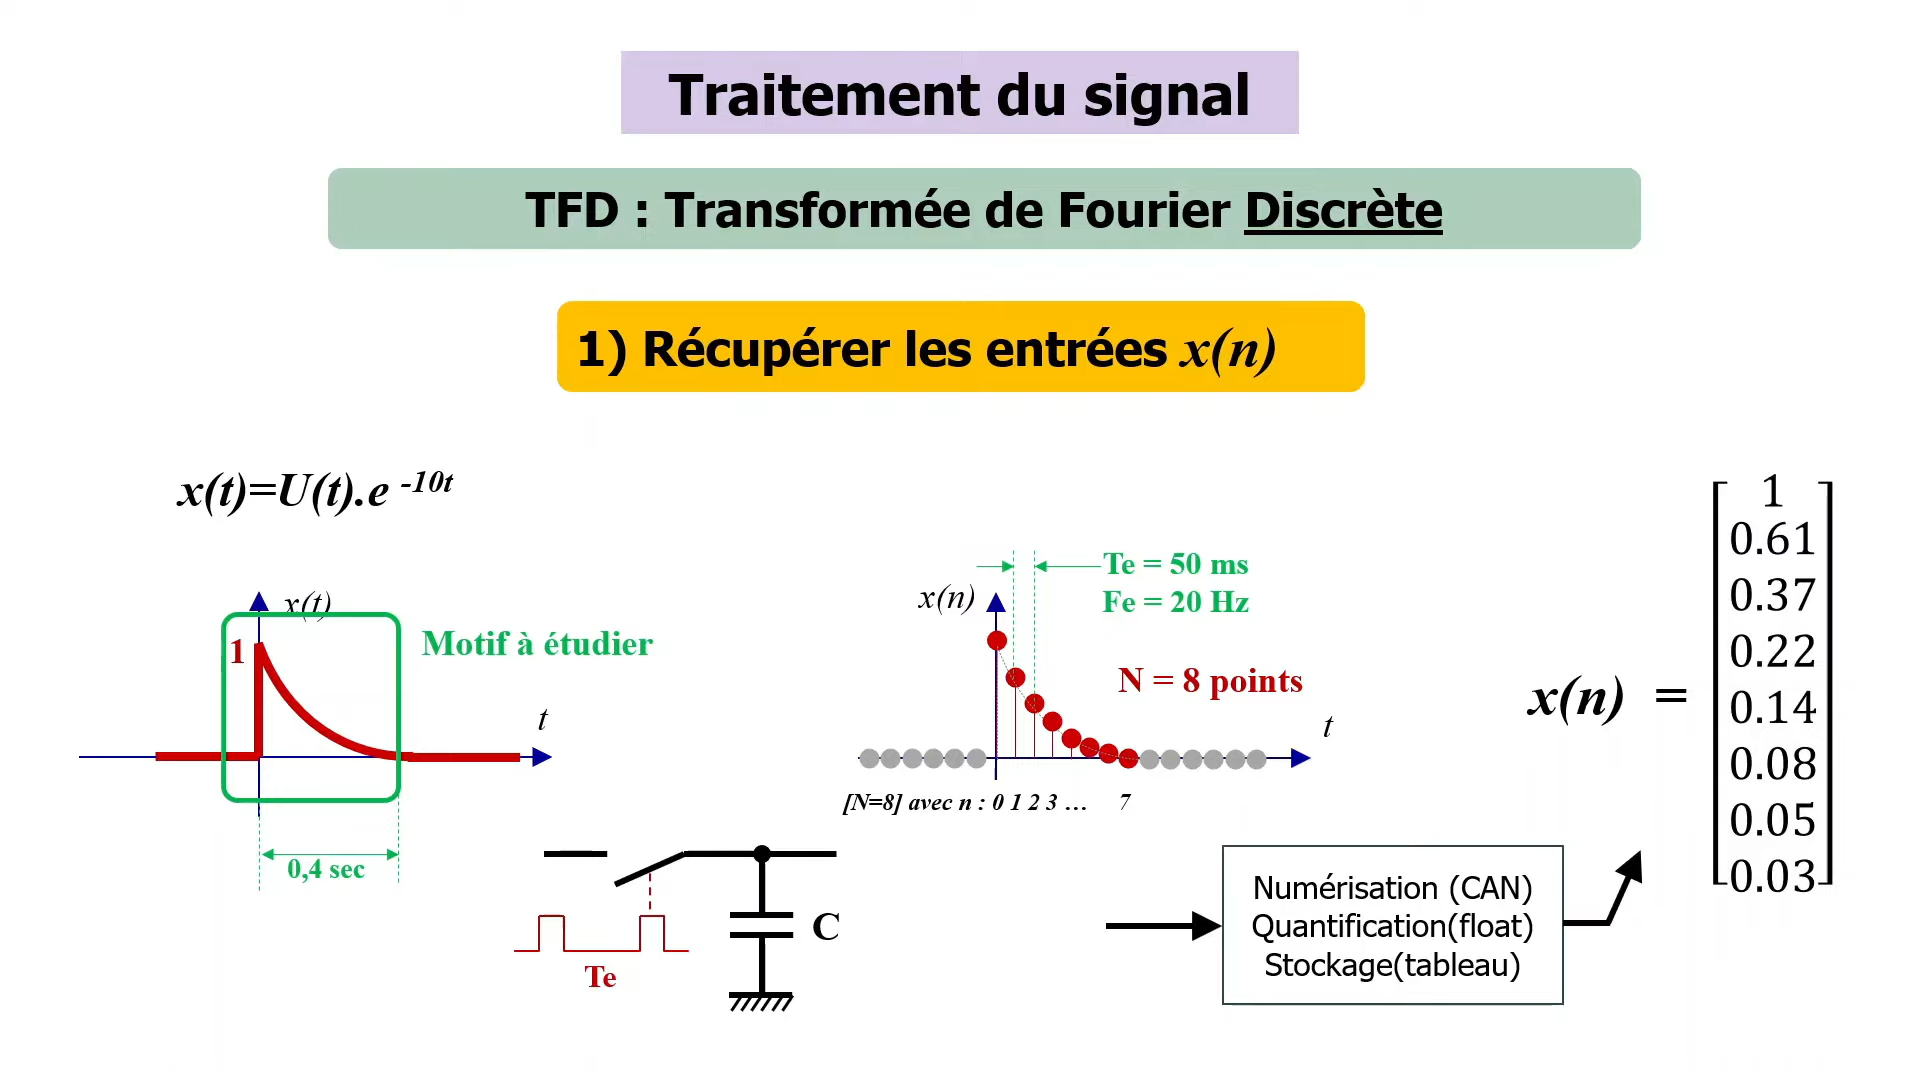 Traitement du signal
TFD : Transformée de Fourier Discrète
1) Récupérer les entrées x(n)
x(t)=U(t).e -10t
x(t)
1
Motif à étudier
t
0,4 sec
Te
C
Te = 50 ms
Fe = 20 Hz
x(n)
N = 8 points
t
[N=8] avec n : 0 1 2 3 … 7
Numérisation (CAN)
Quantification(float)
Stockage(tableau)
x(n) =
1
0.61
0.37
0.22
0.14
0.08
0.05
0.03